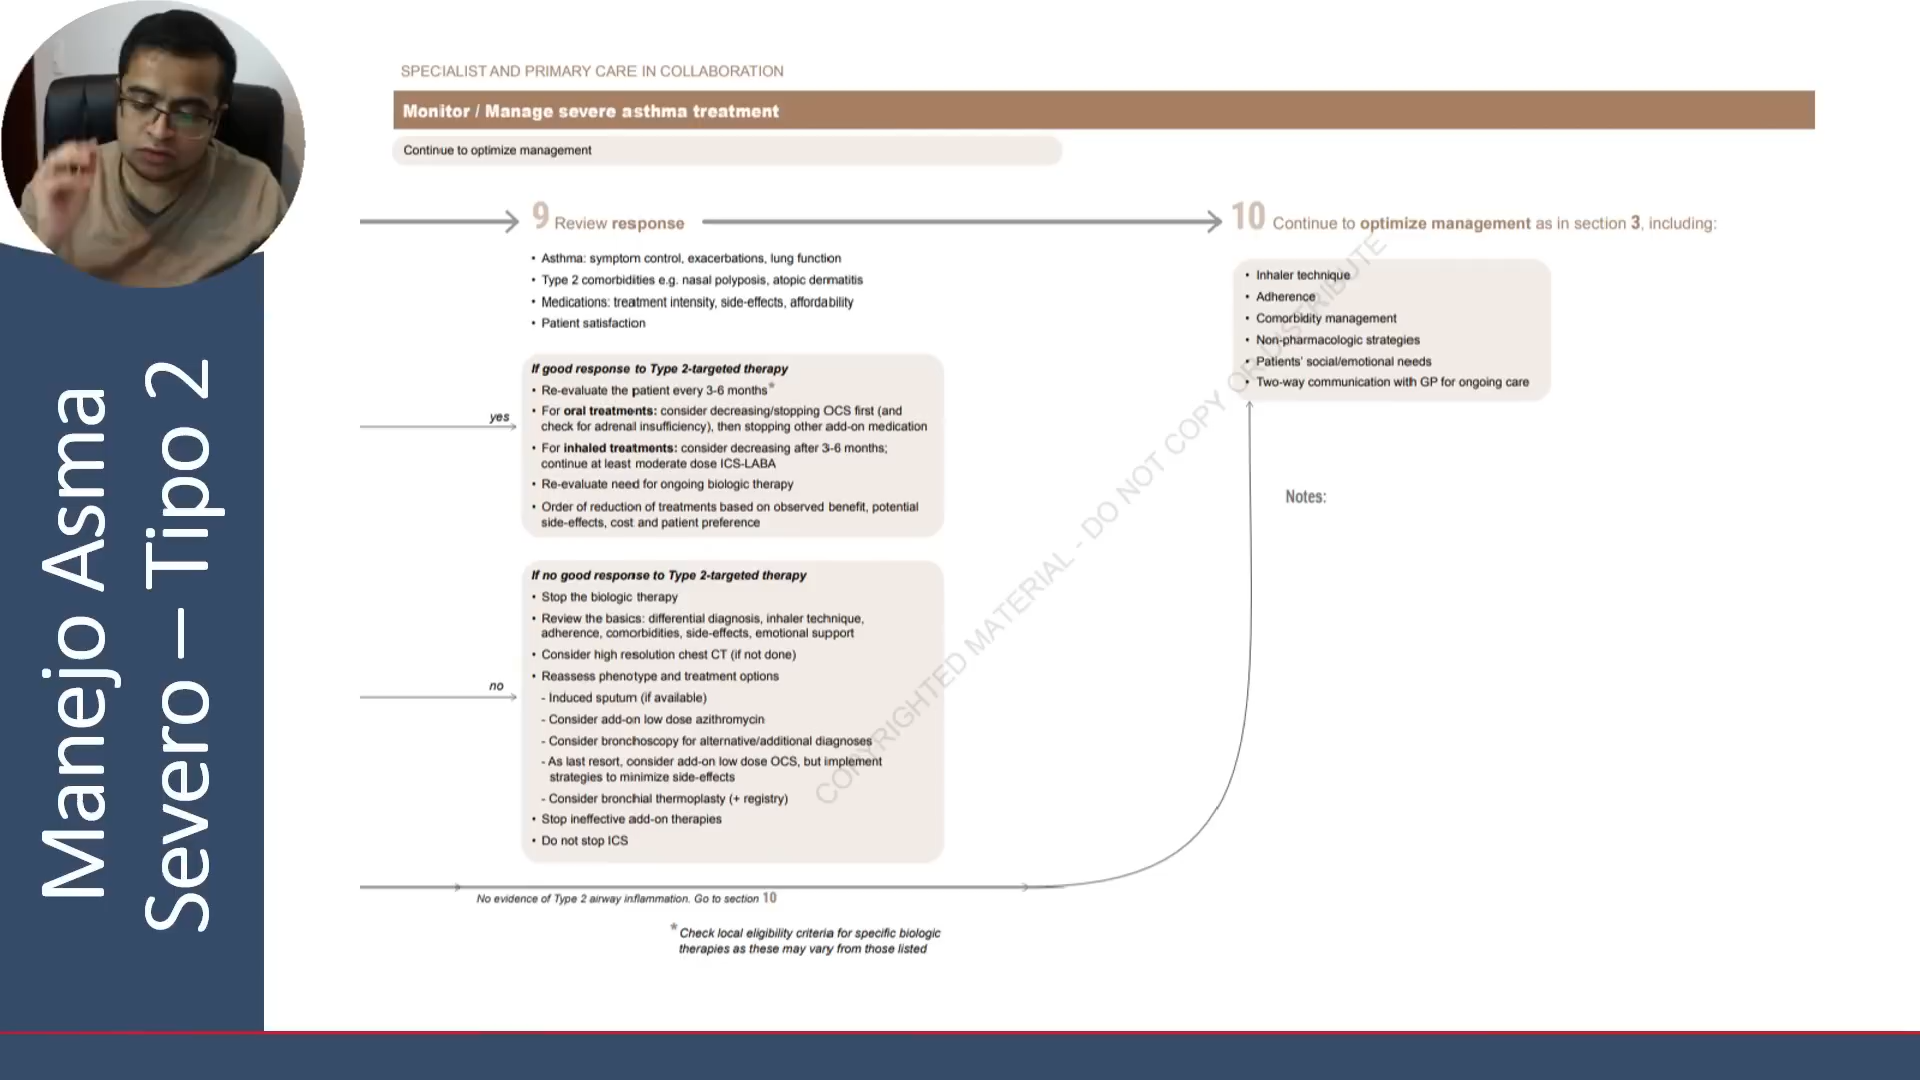 Manejo Asma
Severo – Tipo 2
SPECIALIST AND PRIMARY CARE IN COLLABORATION
Monitor / Manage severe asthma treatment
Continue to optimize management
9 Review response
• Asthma: symptom control, exacerbations, lung function
• Type 2 comorbidities e.g. nasal polyposis, atopic dermatitis
• Medications: treatment intensity, side-effects, affordability
• Patient satisfaction
yes
If good response to Type 2-targeted therapy
• Re-evaluate the patient every 3-6 months*
• For oral treatments: consider decreasing/stopping OCS first (and
check for adrenal insufficiency), then stopping other add-on medication
• For inhaled treatments: consider decreasing after 3-6 months;
continue at least moderate dose ICS-LABA
• Re-evaluate need for ongoing biologic therapy
• Order of reduction of treatments based on observed benefit, potential
side-effects, cost and patient preference
no
If no good response to Type 2-targeted therapy
• Stop the biologic therapy
• Review the basics: differential diagnosis, inhaler technique,
adherence, comorbidities, side-effects, emotional support
• Consider high resolution chest CT (if not done)
• Reassess phenotype and treatment options
- Induced sputum (if available)
- Consider add-on low dose azithromycin
- Consider bronchoscopy for alternative/additional diagnoses
- As last resort, consider add-on low dose OCS, but implement
strategies to minimize side-effects
- Consider bronchial thermoplasty (+ registry)
• Stop ineffective add-on therapies
• Do not stop ICS
No evidence of Type 2 airway inflammation. Go to section 10
* Check local eligibility criteria for specific biologic
therapies as these may vary from those listed
10 Continue to optimize management as in section 3, including:
• Inhaler technique
• Adherence
• Comorbidity management
• Non-pharmacologic strategies
• Patients' social/emotional needs
• Two-way communication with GP for ongoing care
Notes:
COPYRIGHTED MATERIAL - DO NOT COPY OR DISTRIBUTE